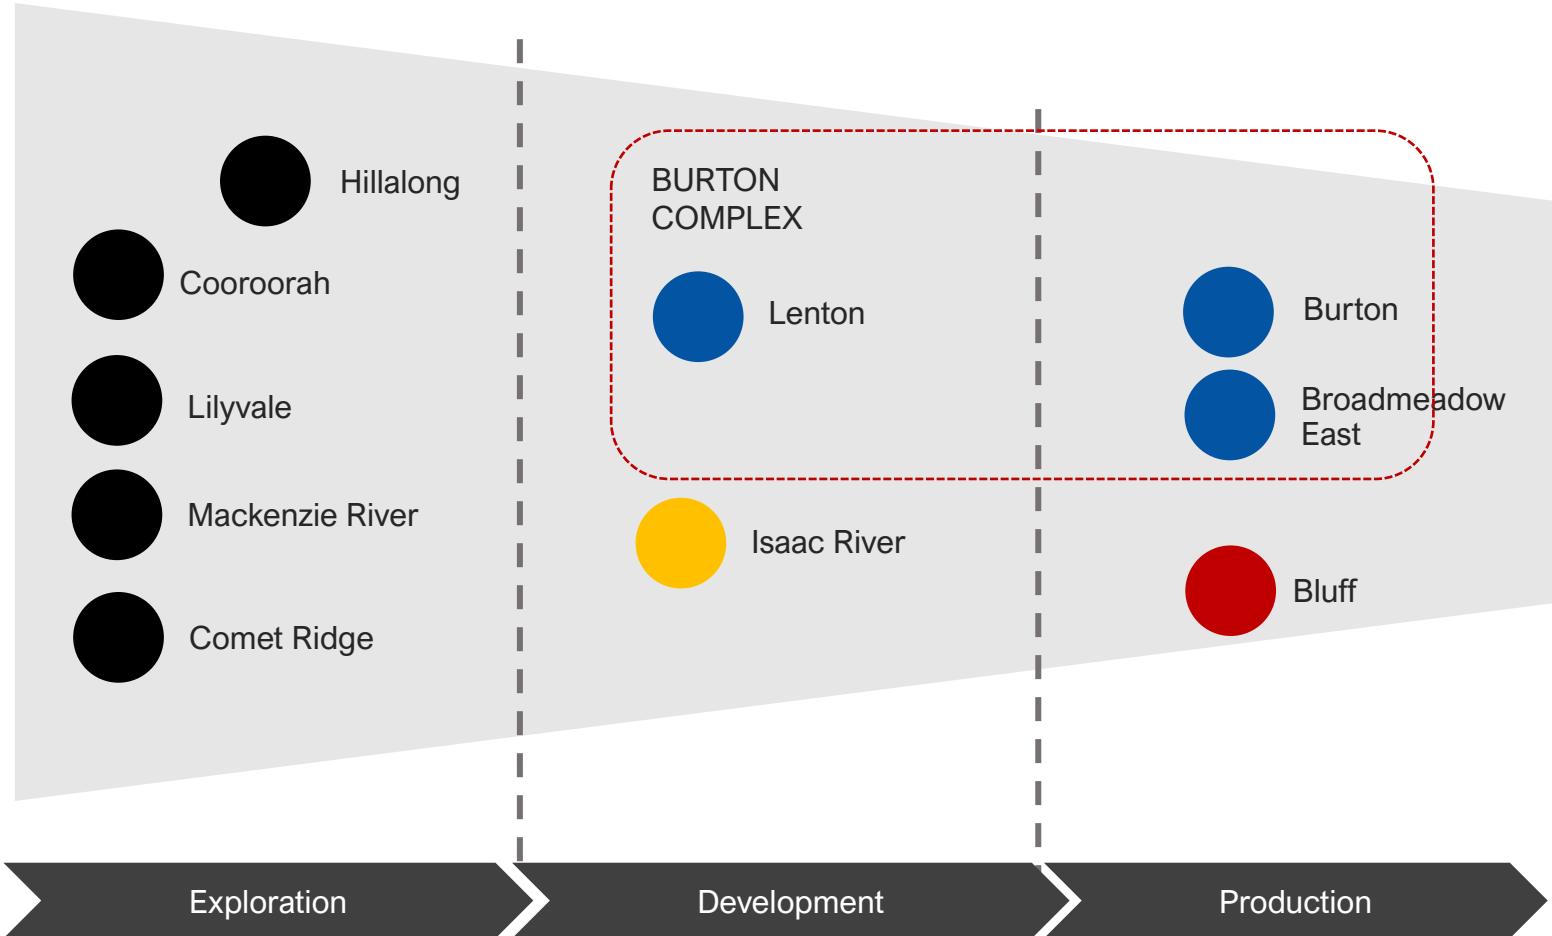 Hillalong
Cooroorah
Lilyvale
Mackenzie River
Comet Ridge
BURTON
COMPLEX
Lenton
Isaac River
Burton
Broadmeadow
East
Bluff
Exploration
Development
Production